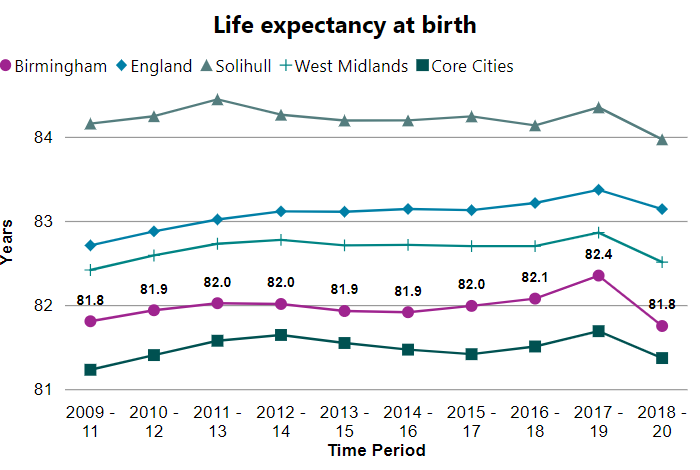 Life expectancy at birth
Birmingham England Solihull West Midlands Core Cities
84
83
82
81
Years
81.8 81.9 82.0 82.0 81.9 81.9 82.0 82.1 82.4 81.8
2009 - 2010 - 2011 - 2012 - 2013 - 2014 - 2015 - 2016 - 2017 - 2018 -
11 12 13 14 15 16 17 18 19 20
Time Period